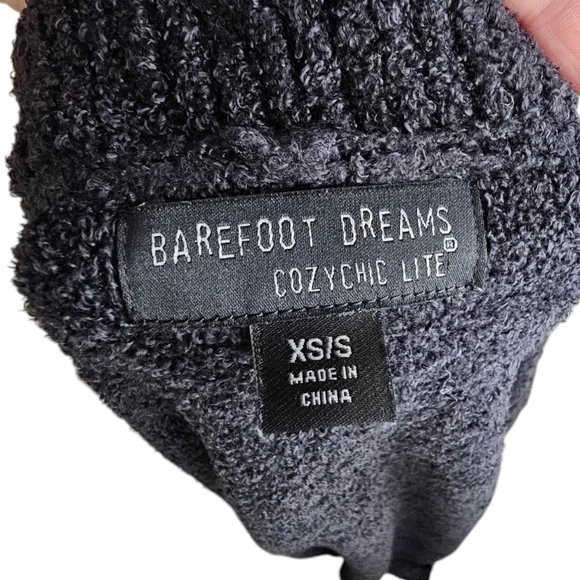 BAREFOOT DREAMS
COZYCHIC LITE®
XS/S
MADE IN
CHINA